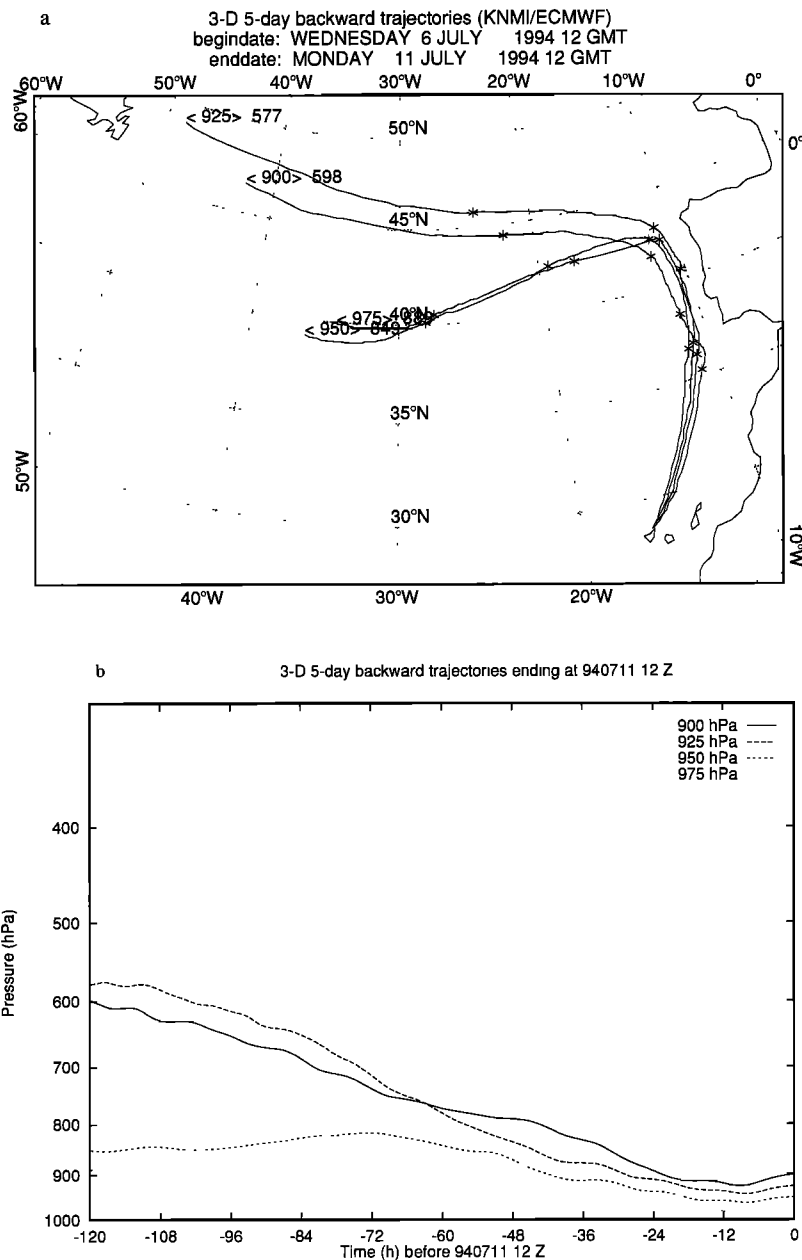 a
3-D 5-day backward trajectories (KNMI/ECMWF)
begindate: WEDNESDAY 6 JULY 1994 12 GMT
enddate: MONDAY 11 JULY 1994 12 GMT
60°W 50°W 40°W 30°W 20°W 10°W 0°
60°W
< 925> 577
50°N
0°
< 900> 598
45°N
40°N
< 975>
< 950> 849
35°N
50°W
30°N
10°W
40°W 30°W 20°W
b
3-D 5-day backward trajectories ending at 940711 12 Z
900 hPa
925 hPa
950 hPa
975 hPa
400
500
600
700
800
900
1000
Pressure (hPa)
-120 -108 -96 -84 -72 -60 -48 -36 -24 -12 0
Time (h) before 940711 12 Z